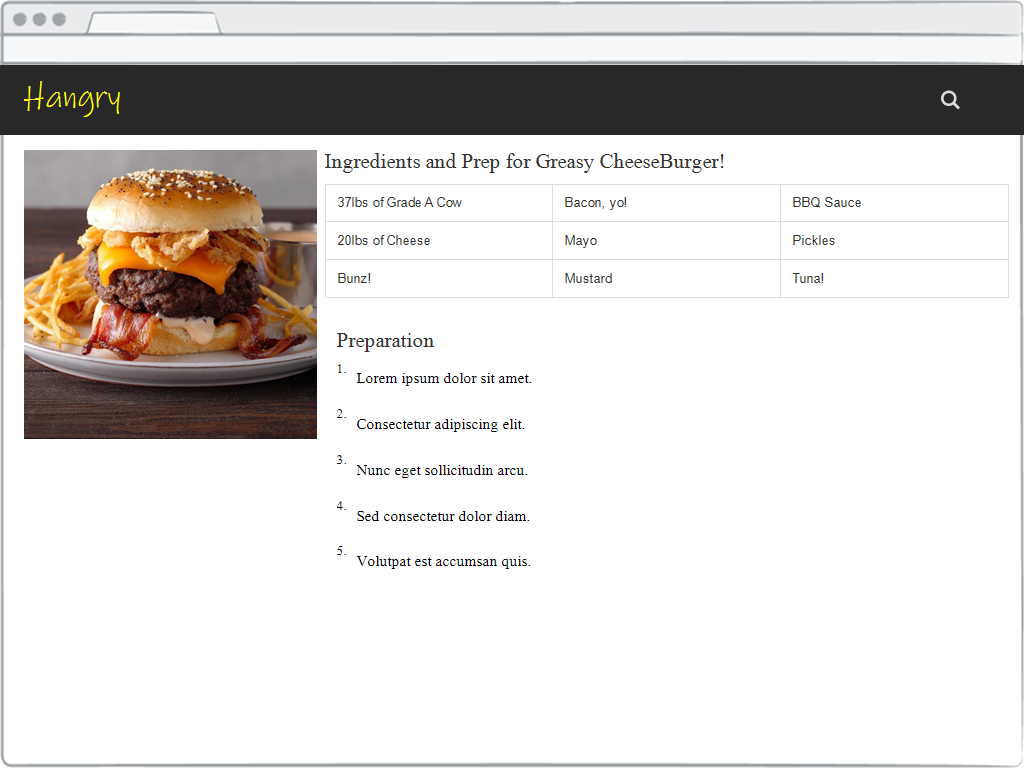 Hangry
Ingredients and Prep for Greasy CheeseBurger!
37lbs of Grade A Cow Bacon, yo! BBQ Sauce
20lbs of Cheese Mayo Pickles
Bunz! Mustard Tuna!
Preparation
1. Lorem ipsum dolor sit amet.
2. Consectetur adipiscing elit.
3. Nunc eget sollicitudin arcu.
4. Sed consectetur dolor diam.
5. Volutpat est accumsan quis.